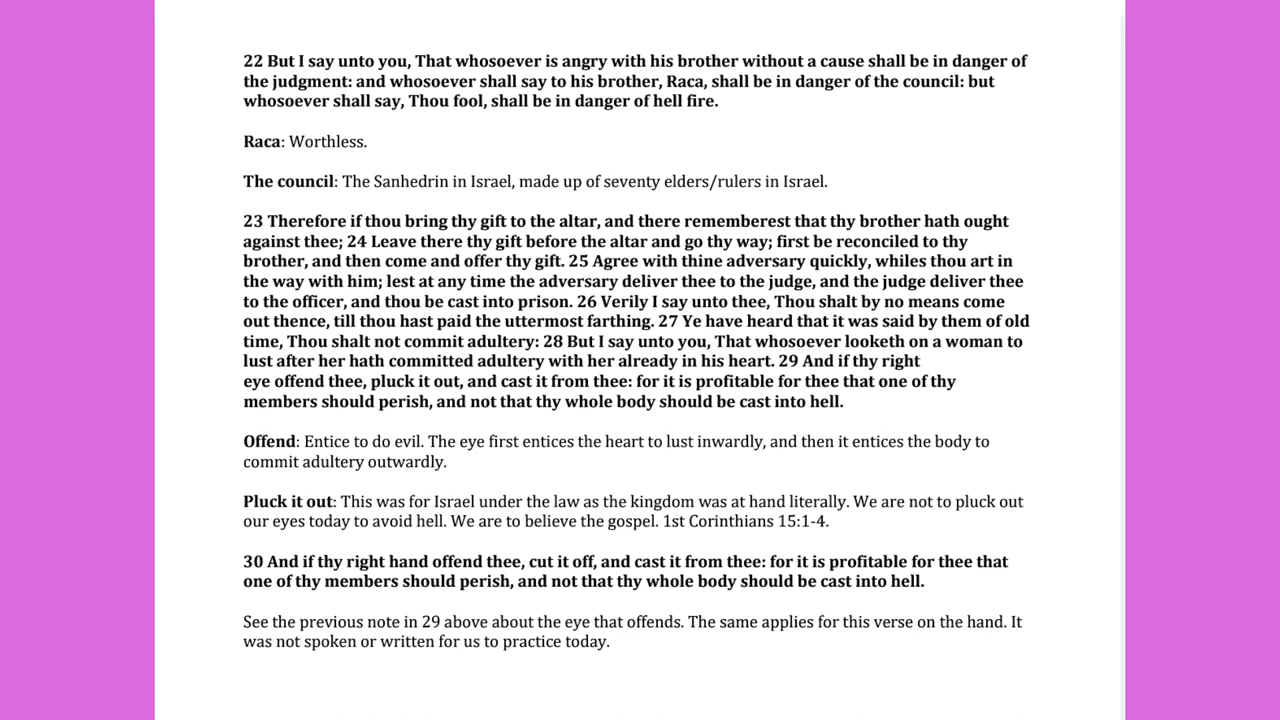 22 But I say unto you, That whosoever is angry with his brother without a cause shall be in danger of
the judgment: and whosoever shall say to his brother, Raca, shall be in danger of the council: but
whosoever shall say, Thou fool, shall be in danger of hell fire.
Raca: Worthless.
The council: The Sanhedrin in Israel, made up of seventy elders/rulers in Israel.
23 Therefore if thou bring thy gift to the altar, and there rememberest that thy brother hath ought
against thee; 24 Leave there thy gift before the altar and go thy way; first be reconciled to thy
brother, and then come and offer thy gift. 25 Agree with thine adversary quickly, whiles thou art in
the way with him; lest at any time the adversary deliver thee to the judge, and the judge deliver thee
to the officer, and thou be cast into prison. 26 Verily I say unto thee, Thou shalt by no means come
out thence, till thou hast paid the uttermost farthing. 27 Ye have heard that it was said by them of old
time, Thou shalt not commit adultery: 28 But I say unto you, That whosoever looketh on a woman to
lust after her hath committed adultery with her already in his heart. 29 And if thy right
eye offend thee, pluck it out, and cast it from thee: for it is profitable for thee that one of thy
members should perish, and not that thy whole body should be cast into hell.
Offend: Entice to do evil. The eye first entices the heart to lust inwardly, and then it entices the body to
commit adultery outwardly.
Pluck it out: This was for Israel under the law as the kingdom was at hand literally. We are not to pluck out
our eyes today to avoid hell. We are to believe the gospel. 1st Corinthians 15:1-4.
30 And if thy right hand offend thee, cut it off, and cast it from thee: for it is profitable for thee that
one of thy members should perish, and not that thy whole body should be cast into hell.
See the previous note in 29 above about the eye that offends. The same applies for this verse on the hand. It
was not spoken or written for us to practice today.